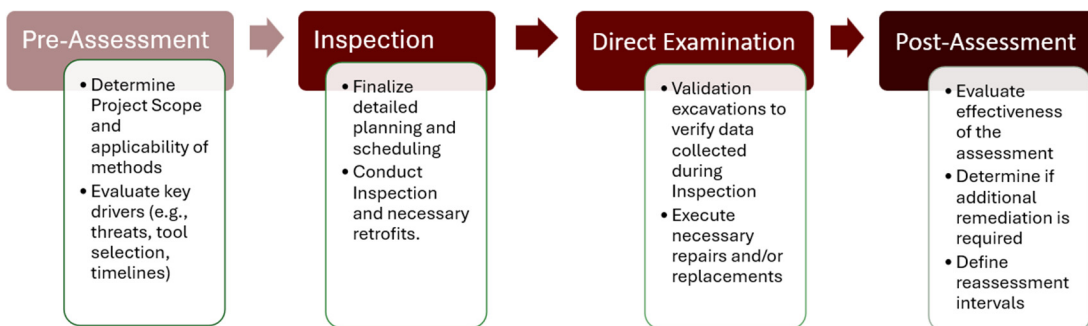 Pre-Assessment
• Determine
Project Scope
and
applicability of
methods
• Evaluate key
drivers (e.g.,
threats, tool
selection,
timelines)
Inspection
• Finalize
detailed
planning and
scheduling
• Conduct
Inspection
and necessary
retrofits.
Direct Examination
• Validation
excavations to
verify data
collected
during
Inspection
• Execute
necessary
repairs and/or
replacements
Post-Assessment
• Evaluate
effectiveness
of the
assessment
• Determine if
additional
remediation is
required
• Define
reassessment
intervals